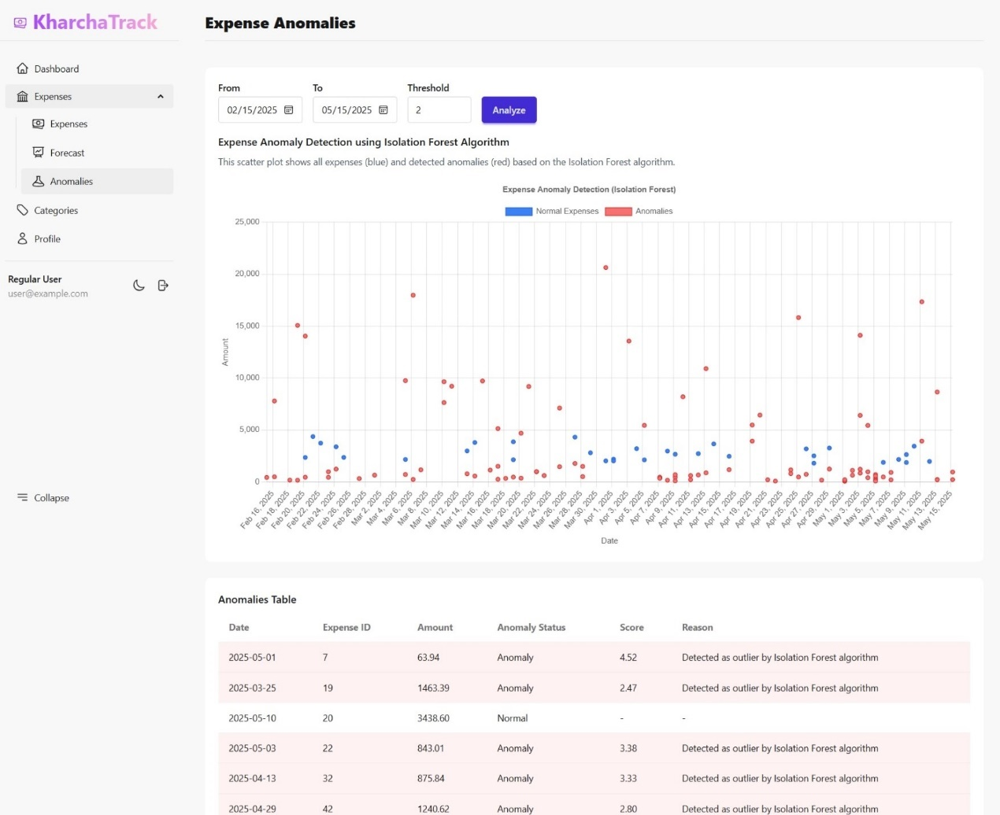 KharchaTrack
Expense Anomalies
Dashboard
Expenses
Expenses
Forecast
Anomalies
Categories
Profile
Regular User
user@example.com
Collapse
From To Threshold
02/15/2025 05/15/2025 2 Analyze
Expense Anomaly Detection using Isolation Forest Algorithm
This scatter plot shows all expenses (blue) and detected anomalies (red) based on the Isolation Forest algorithm.
Expense Anomaly Detection (Isolation Forest)
Normal Expenses Anomalies
25,000
20,000
15,000
10,000
5,000
0
Amount
Feb 16, 2025 Feb 18, 2025 Feb 20, 2025 Feb 22, 2025 Feb 24, 2025 Feb 26, 2025 Feb 28, 2025 Mar 2, 2025 Mar 4, 2025 Mar 6, 2025 Mar 8, 2025 Mar 10, 2025 Mar 12, 2025 Mar 14, 2025 Mar 16, 2025 Mar 18, 2025 Mar 20, 2025 Mar 22, 2025 Mar 24, 2025 Mar 26, 2025 Mar 28, 2025 Mar 30, 2025 Apr 1, 2025 Apr 3, 2025 Apr 5, 2025 Apr 7, 2025 Apr 9, 2025 Apr 11, 2025 Apr 13, 2025 Apr 15, 2025 Apr 17, 2025 Apr 19, 2025 Apr 21, 2025 Apr 23, 2025 Apr 25, 2025 Apr 27, 2025 Apr 29, 2025 May 1, 2025 May 3, 2025 May 5, 2025 May 7, 2025 May 9, 2025 May 11, 2025 May 13, 2025 May 15, 2025
Date
Anomalies Table
Date Expense ID Amount Anomaly Status Score Reason
2025-05-01 7 63.94 Anomaly 4.52 Detected as outlier by Isolation Forest algorithm
2025-03-25 19 1463.39 Anomaly 2.47 Detected as outlier by Isolation Forest algorithm
2025-05-10 20 3438.60 Normal - -
2025-05-03 22 843.01 Anomaly 3.38 Detected as outlier by Isolation Forest algorithm
2025-04-13 32 875.84 Anomaly 3.33 Detected as outlier by Isolation Forest algorithm
2025-04-29 42 1240.62 Anomaly 2.80 Detected as outlier by Isolation Forest algorithm